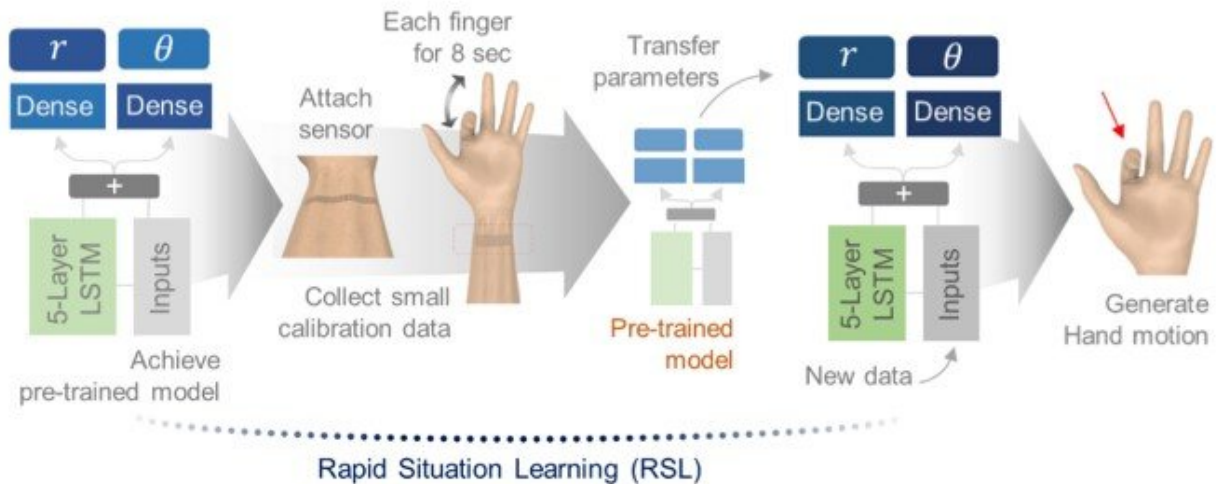 r
θ
Dense
Dense
+
5-Layer
LSTM
Inputs
Achieve
pre-trained model
Attach
sensor
Each finger
for 8 sec
Collect small
calibration data
Transfer
parameters
Pre-trained
model
r
θ
Dense
Dense
+
5-Layer
LSTM
Inputs
New data
Generate
Hand motion
Rapid Situation Learning (RSL)